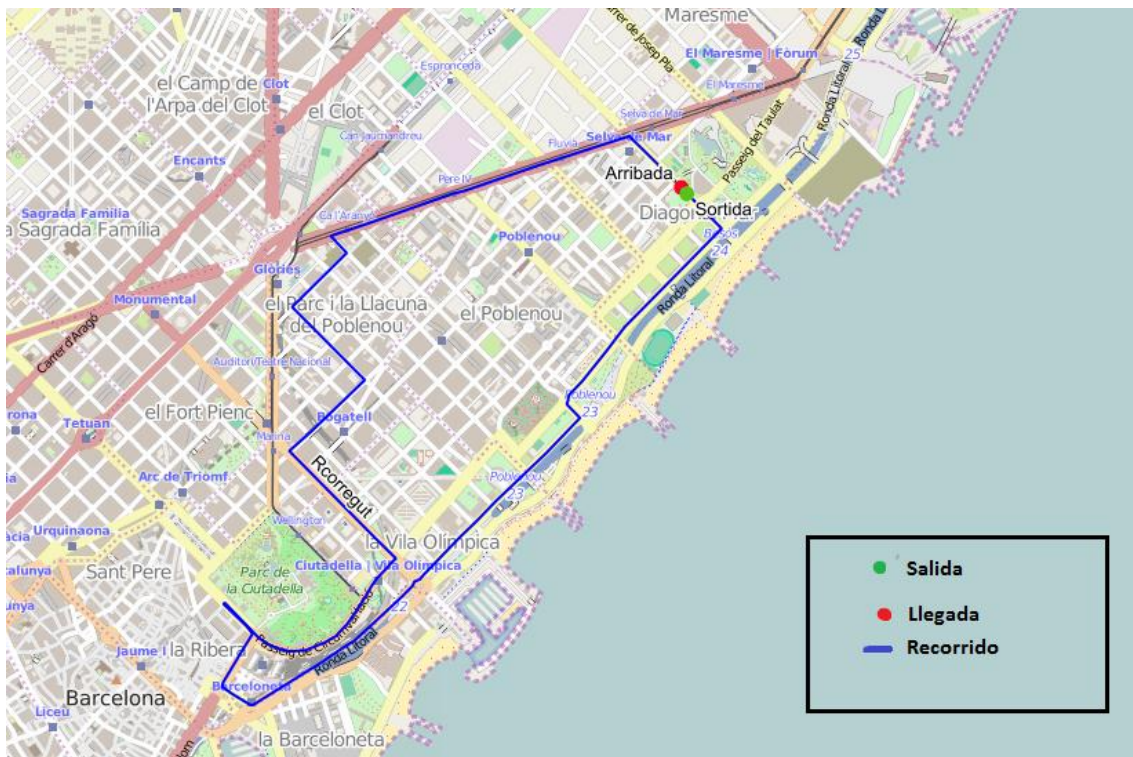 Maresme
Carrer de Josep Pla
El Maresme | Fòrum
25
Ronda Litoral
Espronceda
el Camp de
l'Arpa del Clot
Clot
el Clot
El Maresme
Can Jaumandreu
Selva de Mar
Selva de Mar
Fluvià
Passeig del Taulat
Ronda Litoral
Encants
Pere IV
Arribada
Sagrada Família
a Sagrada Família
Ca l'Aranyó
Sortida
Diagonal Mar
Poblenou
Besòs
24
Glòries
Ronda Litoral
Monumental
el Parc i la Llacuna
del Poblenou
el Poblenou
Carrer d'Aragó
Auditori/Teatre Nacional
Poblenou
23
el Fort Pienc
Bogatell
Tetuan
Marina
Rcorregut
Arc de Triomf
Poblenou
23
Urquinaona
Wellington
la Vila Olímpica
Sant Pere
Ciutadella | Vila Olímpica
Parc de
la Ciutadella
22
Passeig de Circumval·lació
Ronda Litoral
Jaume I
la Ribera
Barceloneta
Barcelona
Liceu
la Barceloneta
Salida
Llegada
Recorrido